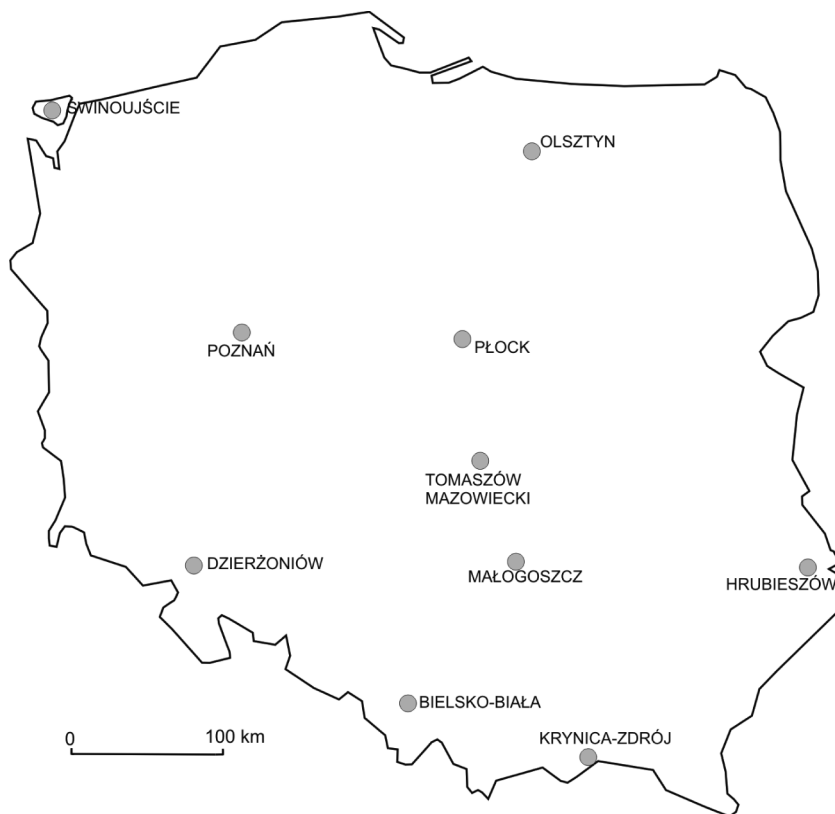 ŚWINOUJŚCIE
OLSZTYN
POZNAŃ
PŁOCK
TOMASZÓW
MAZOWIECKI
DZIERŻONIÓW
MAŁOGOSZCZ
HRUBIESZÓW
BIELSKO-BIAŁA
KRYNICA-ZDRÓJ
0 100 km